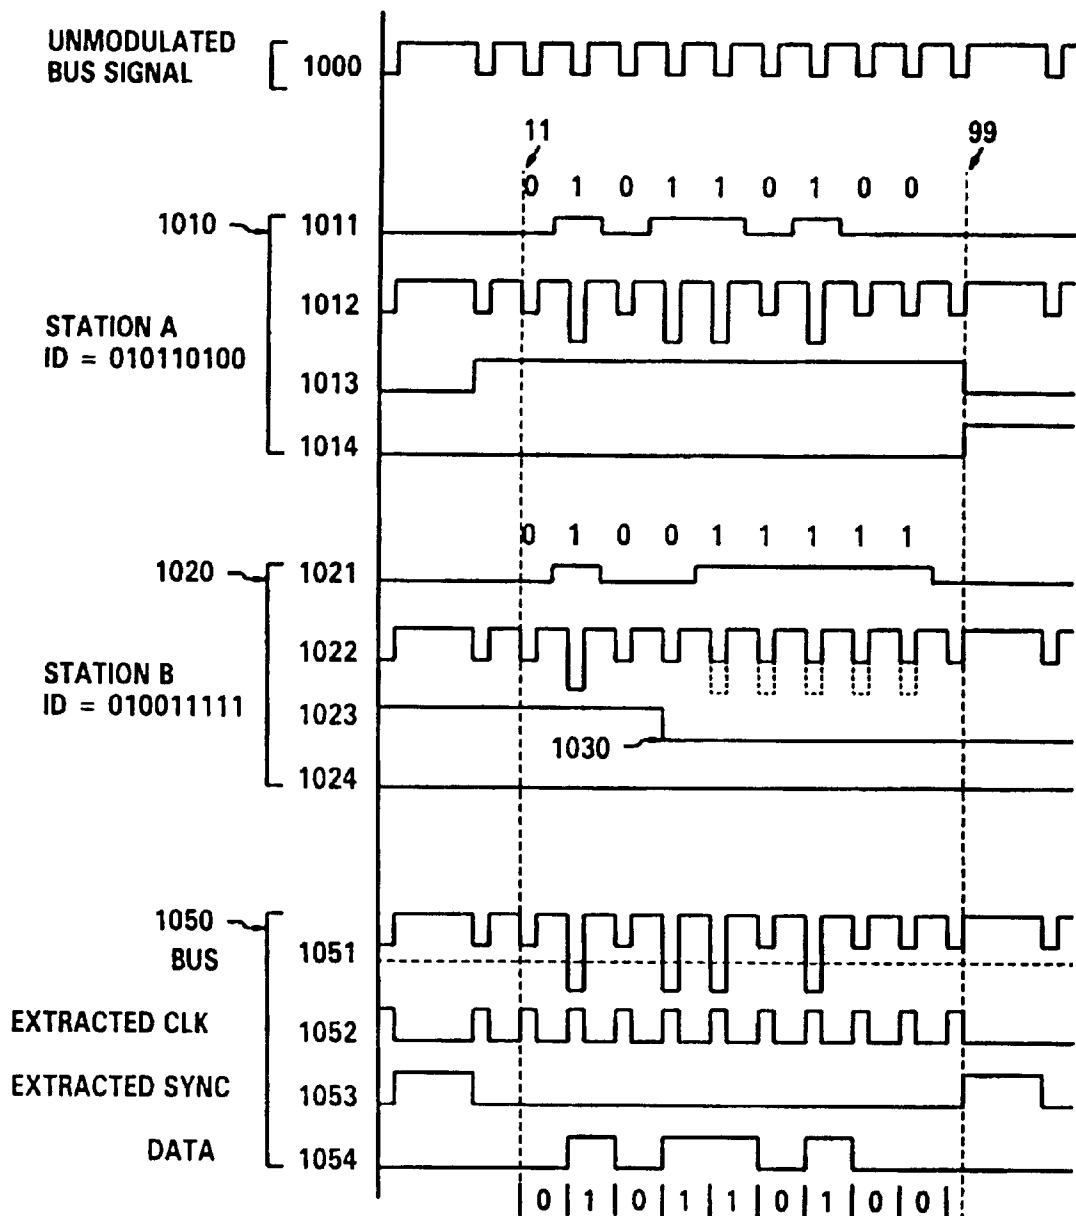 UNMODULATED
BUS SIGNAL
1000
11
99
0 1 0 1 1 0 1 0 0
1010
1011
1012
STATION A
ID = 010110100
1013
1014
0 1 0 0 1 1 1 1 1
1020
1021
1022
STATION B
ID = 010011111
1023
1030
1024
1050
BUS
1051
EXTRACTED CLK
1052
EXTRACTED SYNC
1053
DATA
1054
0 1 0 1 1 0 1 0 0